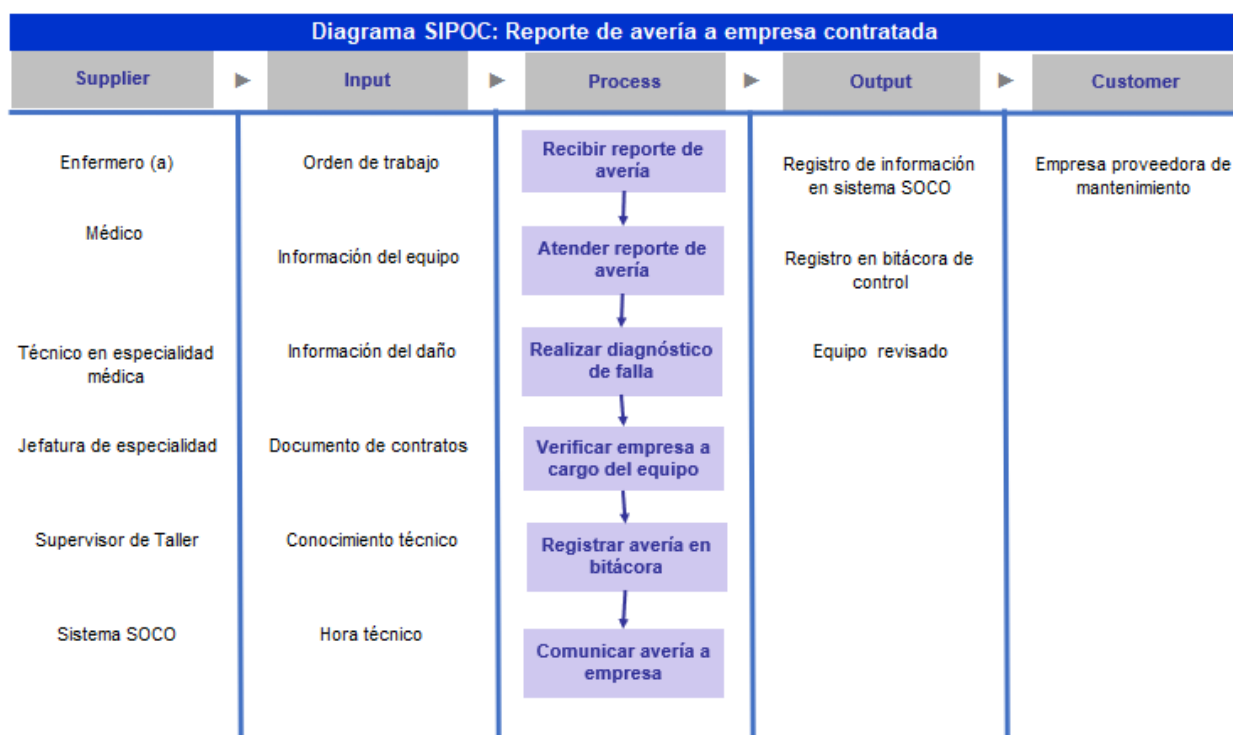 Diagrama SIPOC: Reporte de avería a empresa contratada
Supplier
Input
Process
Output
Customer
Enfermero (a)
Médico
Técnico en especialidad
médica
Jefatura de especialidad
Supervisor de Taller
Sistema SOCO
Orden de trabajo
Información del equipo
Información del daño
Documento de contratos
Conocimiento técnico
Hora técnico
Recibir reporte de
avería
Atender reporte de
avería
Realizar diagnóstico
de falla
Verificar empresa a
cargo del equipo
Registrar avería en
bitácora
Comunicar avería a
empresa
Registro de información
en sistema SOCO
Registro en bitácora de
control
Equipo revisado
Empresa proveedora de
mantenimiento